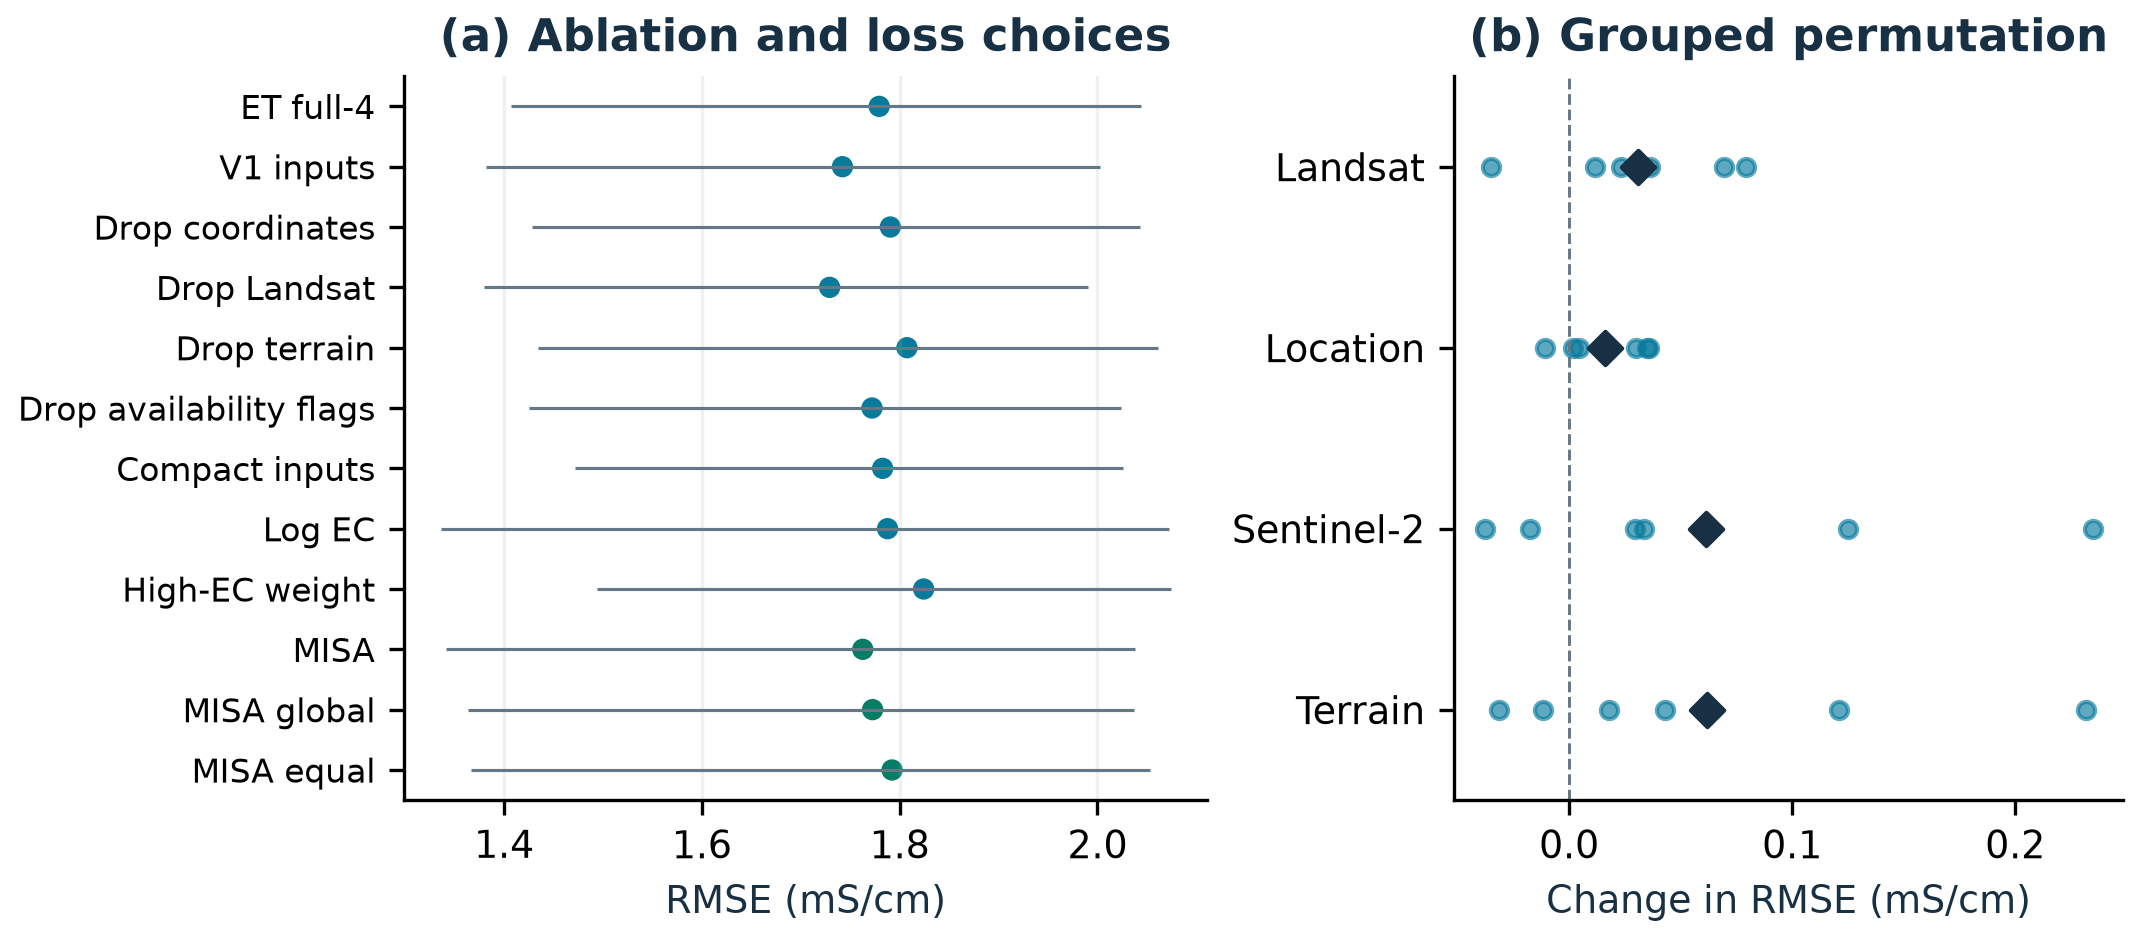 (a) Ablation and loss choices
ET full-4
V1 inputs
Drop coordinates
Drop Landsat
Drop terrain
Drop availability flags
Compact inputs
Log EC
High-EC weight
MISA
MISA global
MISA equal
1.4 1.6 1.8 2.0
RMSE (mS/cm)
(b) Grouped permutation
Landsat
Location
Sentinel-2
Terrain
0.0 0.1 0.2
Change in RMSE (mS/cm)